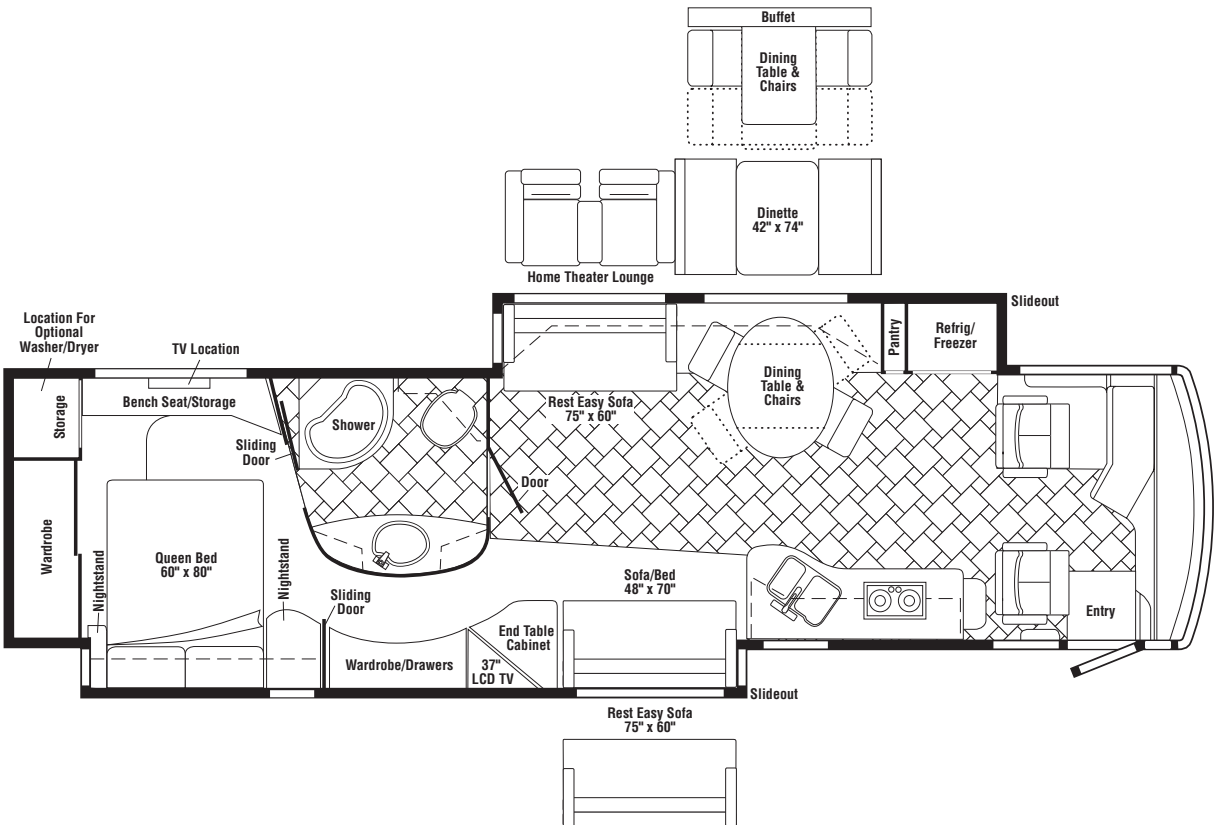 Buffet
Dining
Table &
Chairs
Dinette
42" x 74"
Home Theater Lounge
Slideout
Location For
Optional
Washer/Dryer
TV Location
Pantry
Refrig/
Freezer
Storage
Bench Seat/Storage
Shower
Rest Easy Sofa
75" x 60"
Dining
Table &
Chairs
Sliding
Door
Door
Wardrobe
Queen Bed
60" x 80"
Nightstand
Nightstand
Sliding
Door
Sofa/Bed
48" x 70"
Entry
End Table
Cabinet
Wardrobe/Drawers
37"
LCD TV
Slideout
Rest Easy Sofa
75" x 60"